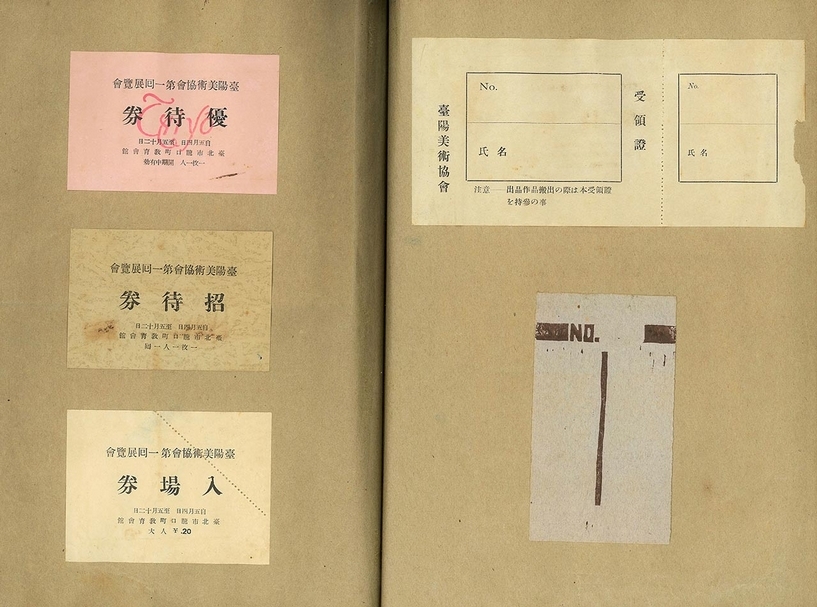 臺陽美術協會第一回展覽會
優待券
自五月四日 至五月十二日
臺北市龍口町教育會館
一枚一人 開期中有効
臺陽美術協會第一回展覽會
招待券
自五月四日 至五月十二日
臺北市龍口町教育會館
一枚一人一回
臺陽美術協會第一回展覽會
入場券
自五月四日 至五月十二日
臺北市龍口町教育會館
大人 ¥.20
No.
氏名
受領證
臺陽美術協會
注意 ― 出品作品搬出の際は本受領證
を持參の事
No.
氏名
NO.